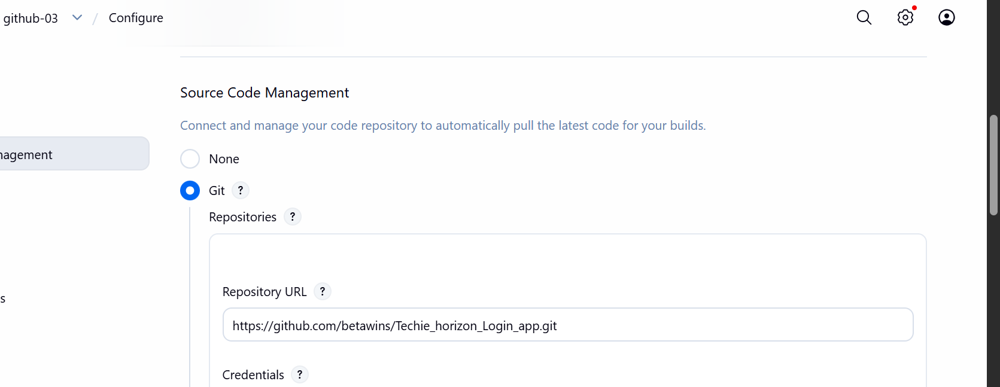 github-03 / Configure
Source Code Management
Connect and manage your code repository to automatically pull the latest code for your builds.
nagement
None
Git ?
Repositories ?
s
Repository URL ?
https://github.com/betawins/Techie_horizon_Login_app.git
Credentials ?